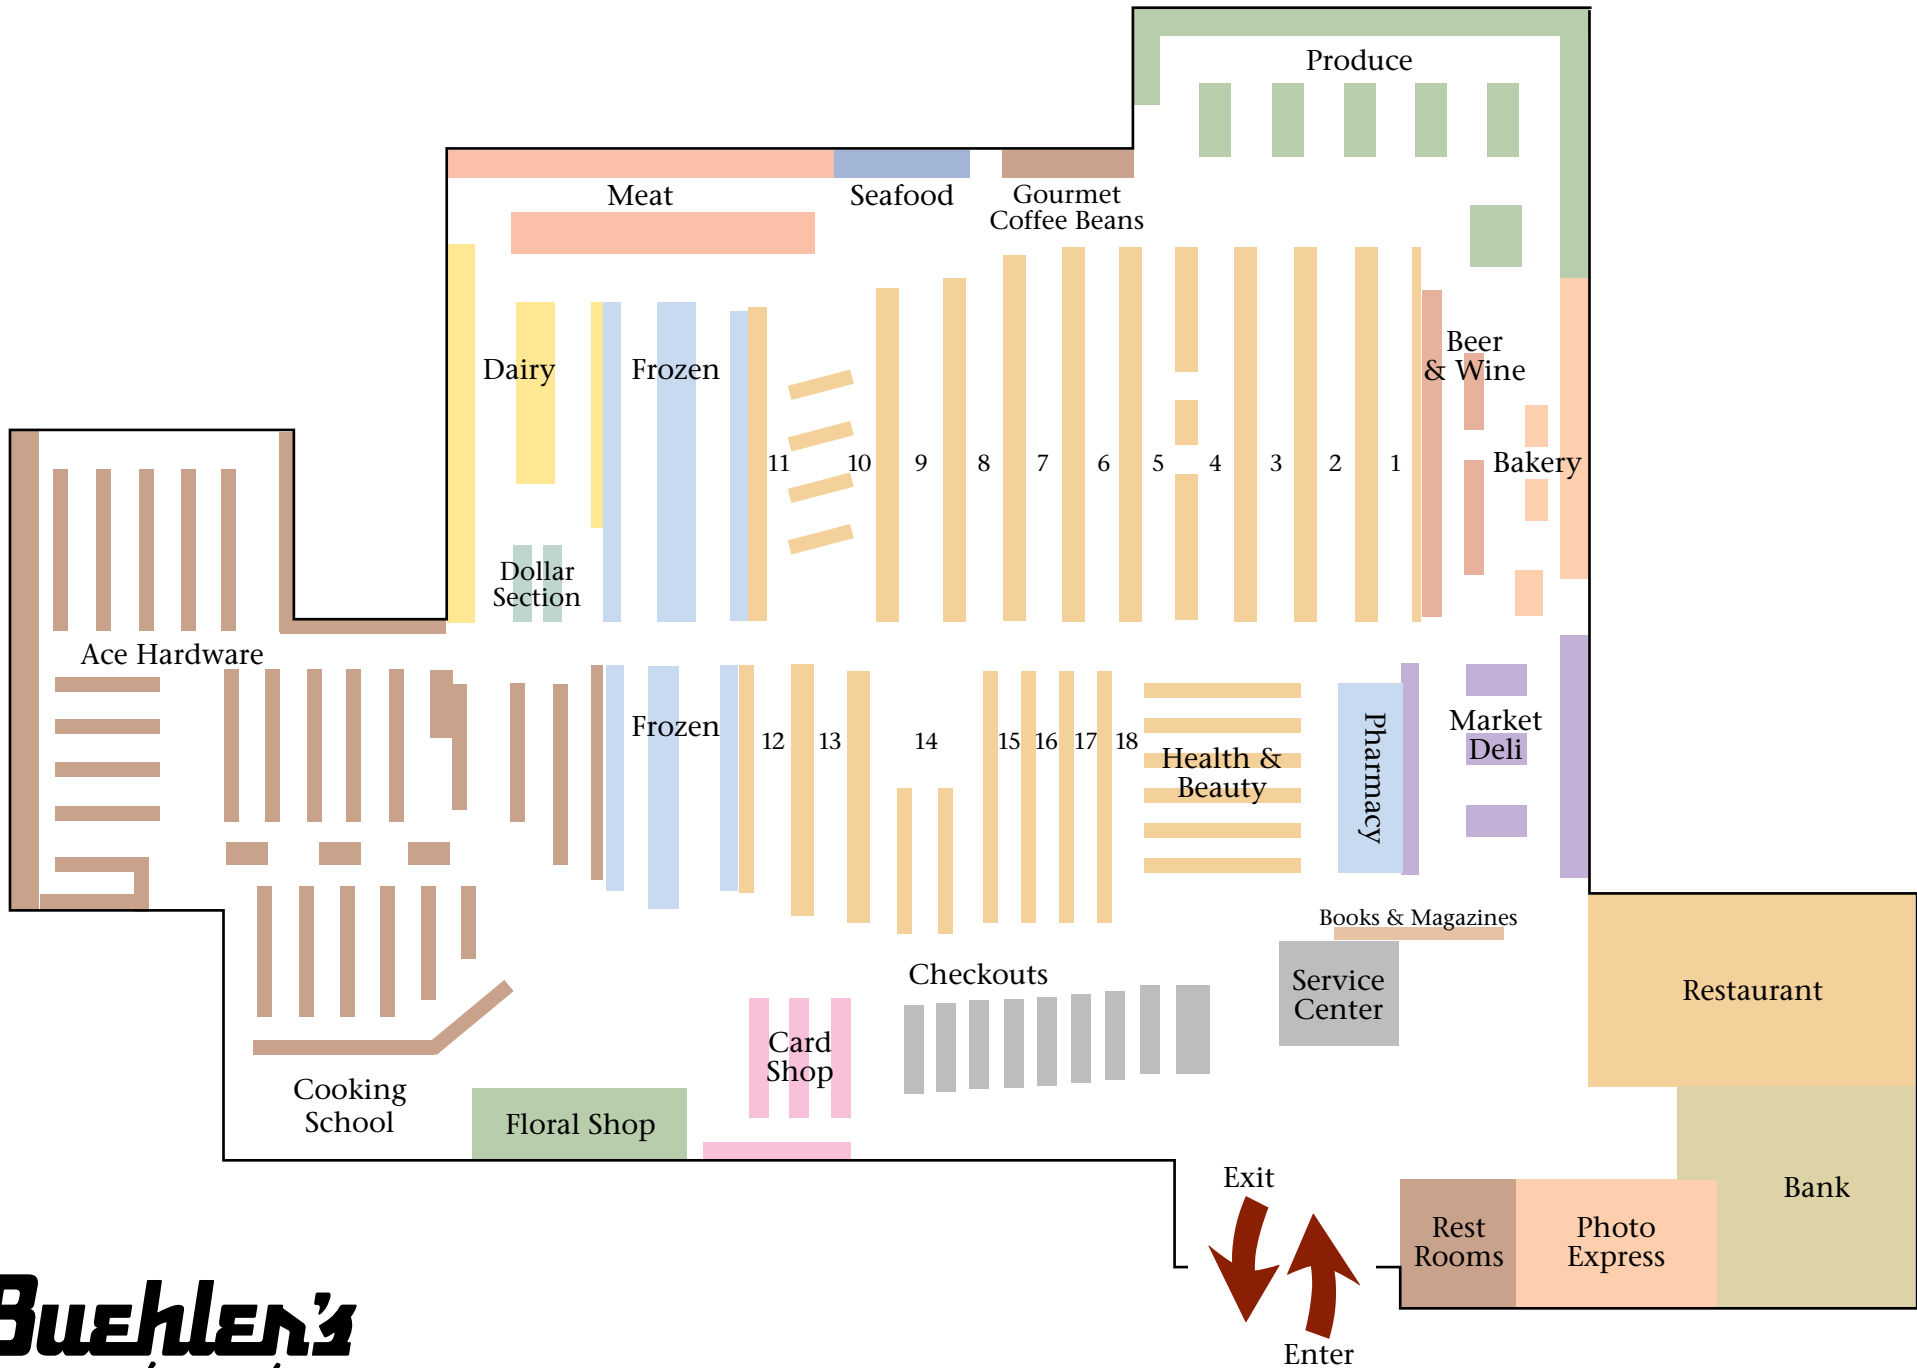 Produce
Meat
Seafood
Gourmet
Coffee Beans
Beer
& Wine
Dairy
Frozen
11
10
9
8
7
6
5
4
3
2
1
Bakery
Dollar
Section
Ace Hardware
Frozen
12
13
14
15
16
17
18
Health &
Beauty
Pharmacy
Market
Deli
Books & Magazines
Checkouts
Service
Center
Restaurant
Card
Shop
Cooking
School
Floral Shop
Exit
Enter
Rest
Rooms
Photo
Express
Bank
Buehler's